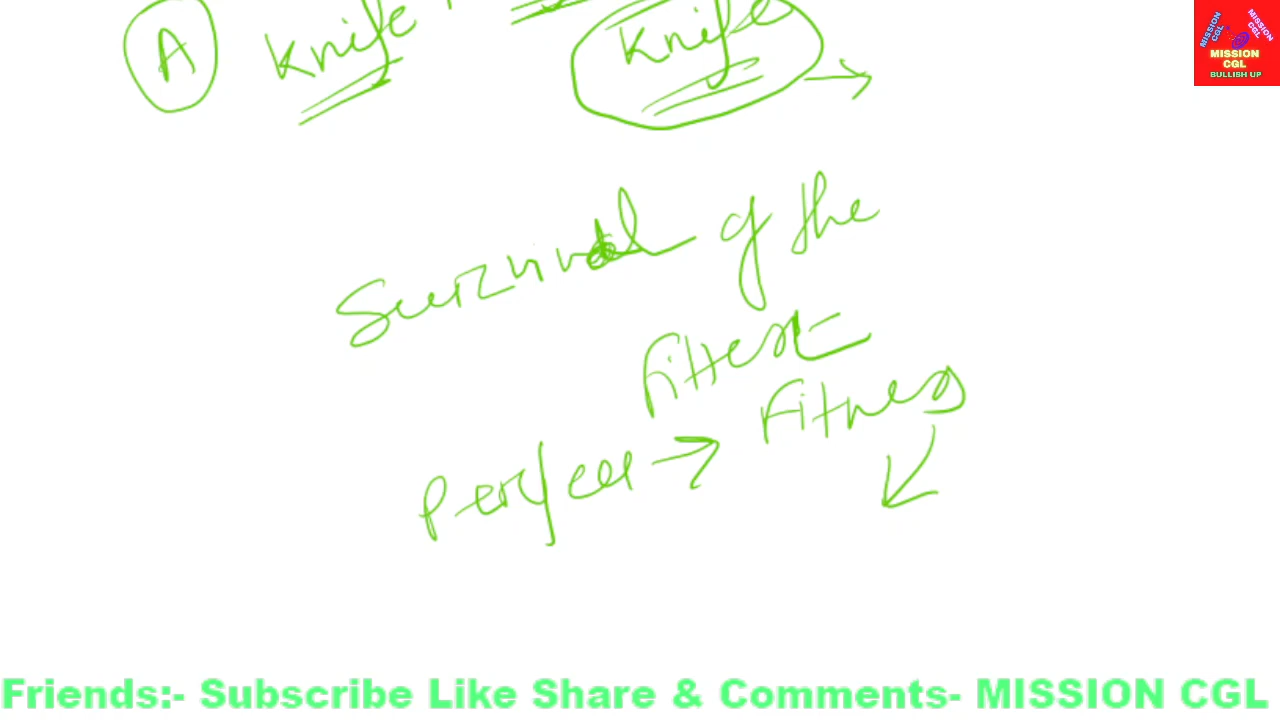 A Knife Knife
Survival of the
Fittest
Perfect → Fitness
MISSION CGL
MISSION CGL
MISSION
CGL
BULLISH UP
Friends:- Subscribe Like Share & Comments- MISSION CGL